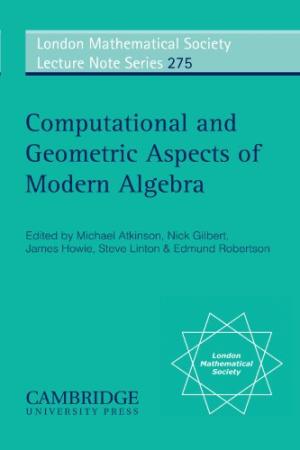 London Mathematical Society
Lecture Note Series 275
Computational and
Geometric Aspects of
Modern Algebra
Edited by Michael Atkinson, Nick Gilbert,
James Howie, Steve Linton & Edmund Robertson
London
Mathematical
Society
CAMBRIDGE
UNIVERSITY PRESS